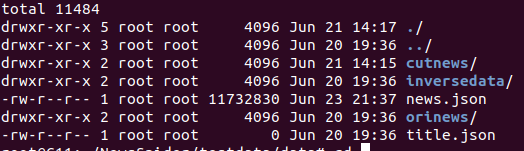 total 11484
drwxr-xr-x 5 root root     4096 Jun 21 14:17 ./
drwxr-xr-x 3 root root     4096 Jun 20 19:36 ../
drwxr-xr-x 2 root root     4096 Jun 21 14:15 cutnews/
drwxr-xr-x 2 root root     4096 Jun 20 19:36 inversedata/
-rw-r--r-- 1 root root 11732830 Jun 23 21:37 news.json
drwxr-xr-x 2 root root     4096 Jun 20 19:36 orinews/
-rw-r--r-- 1 root root        0 Jun 20 19:36 title.json